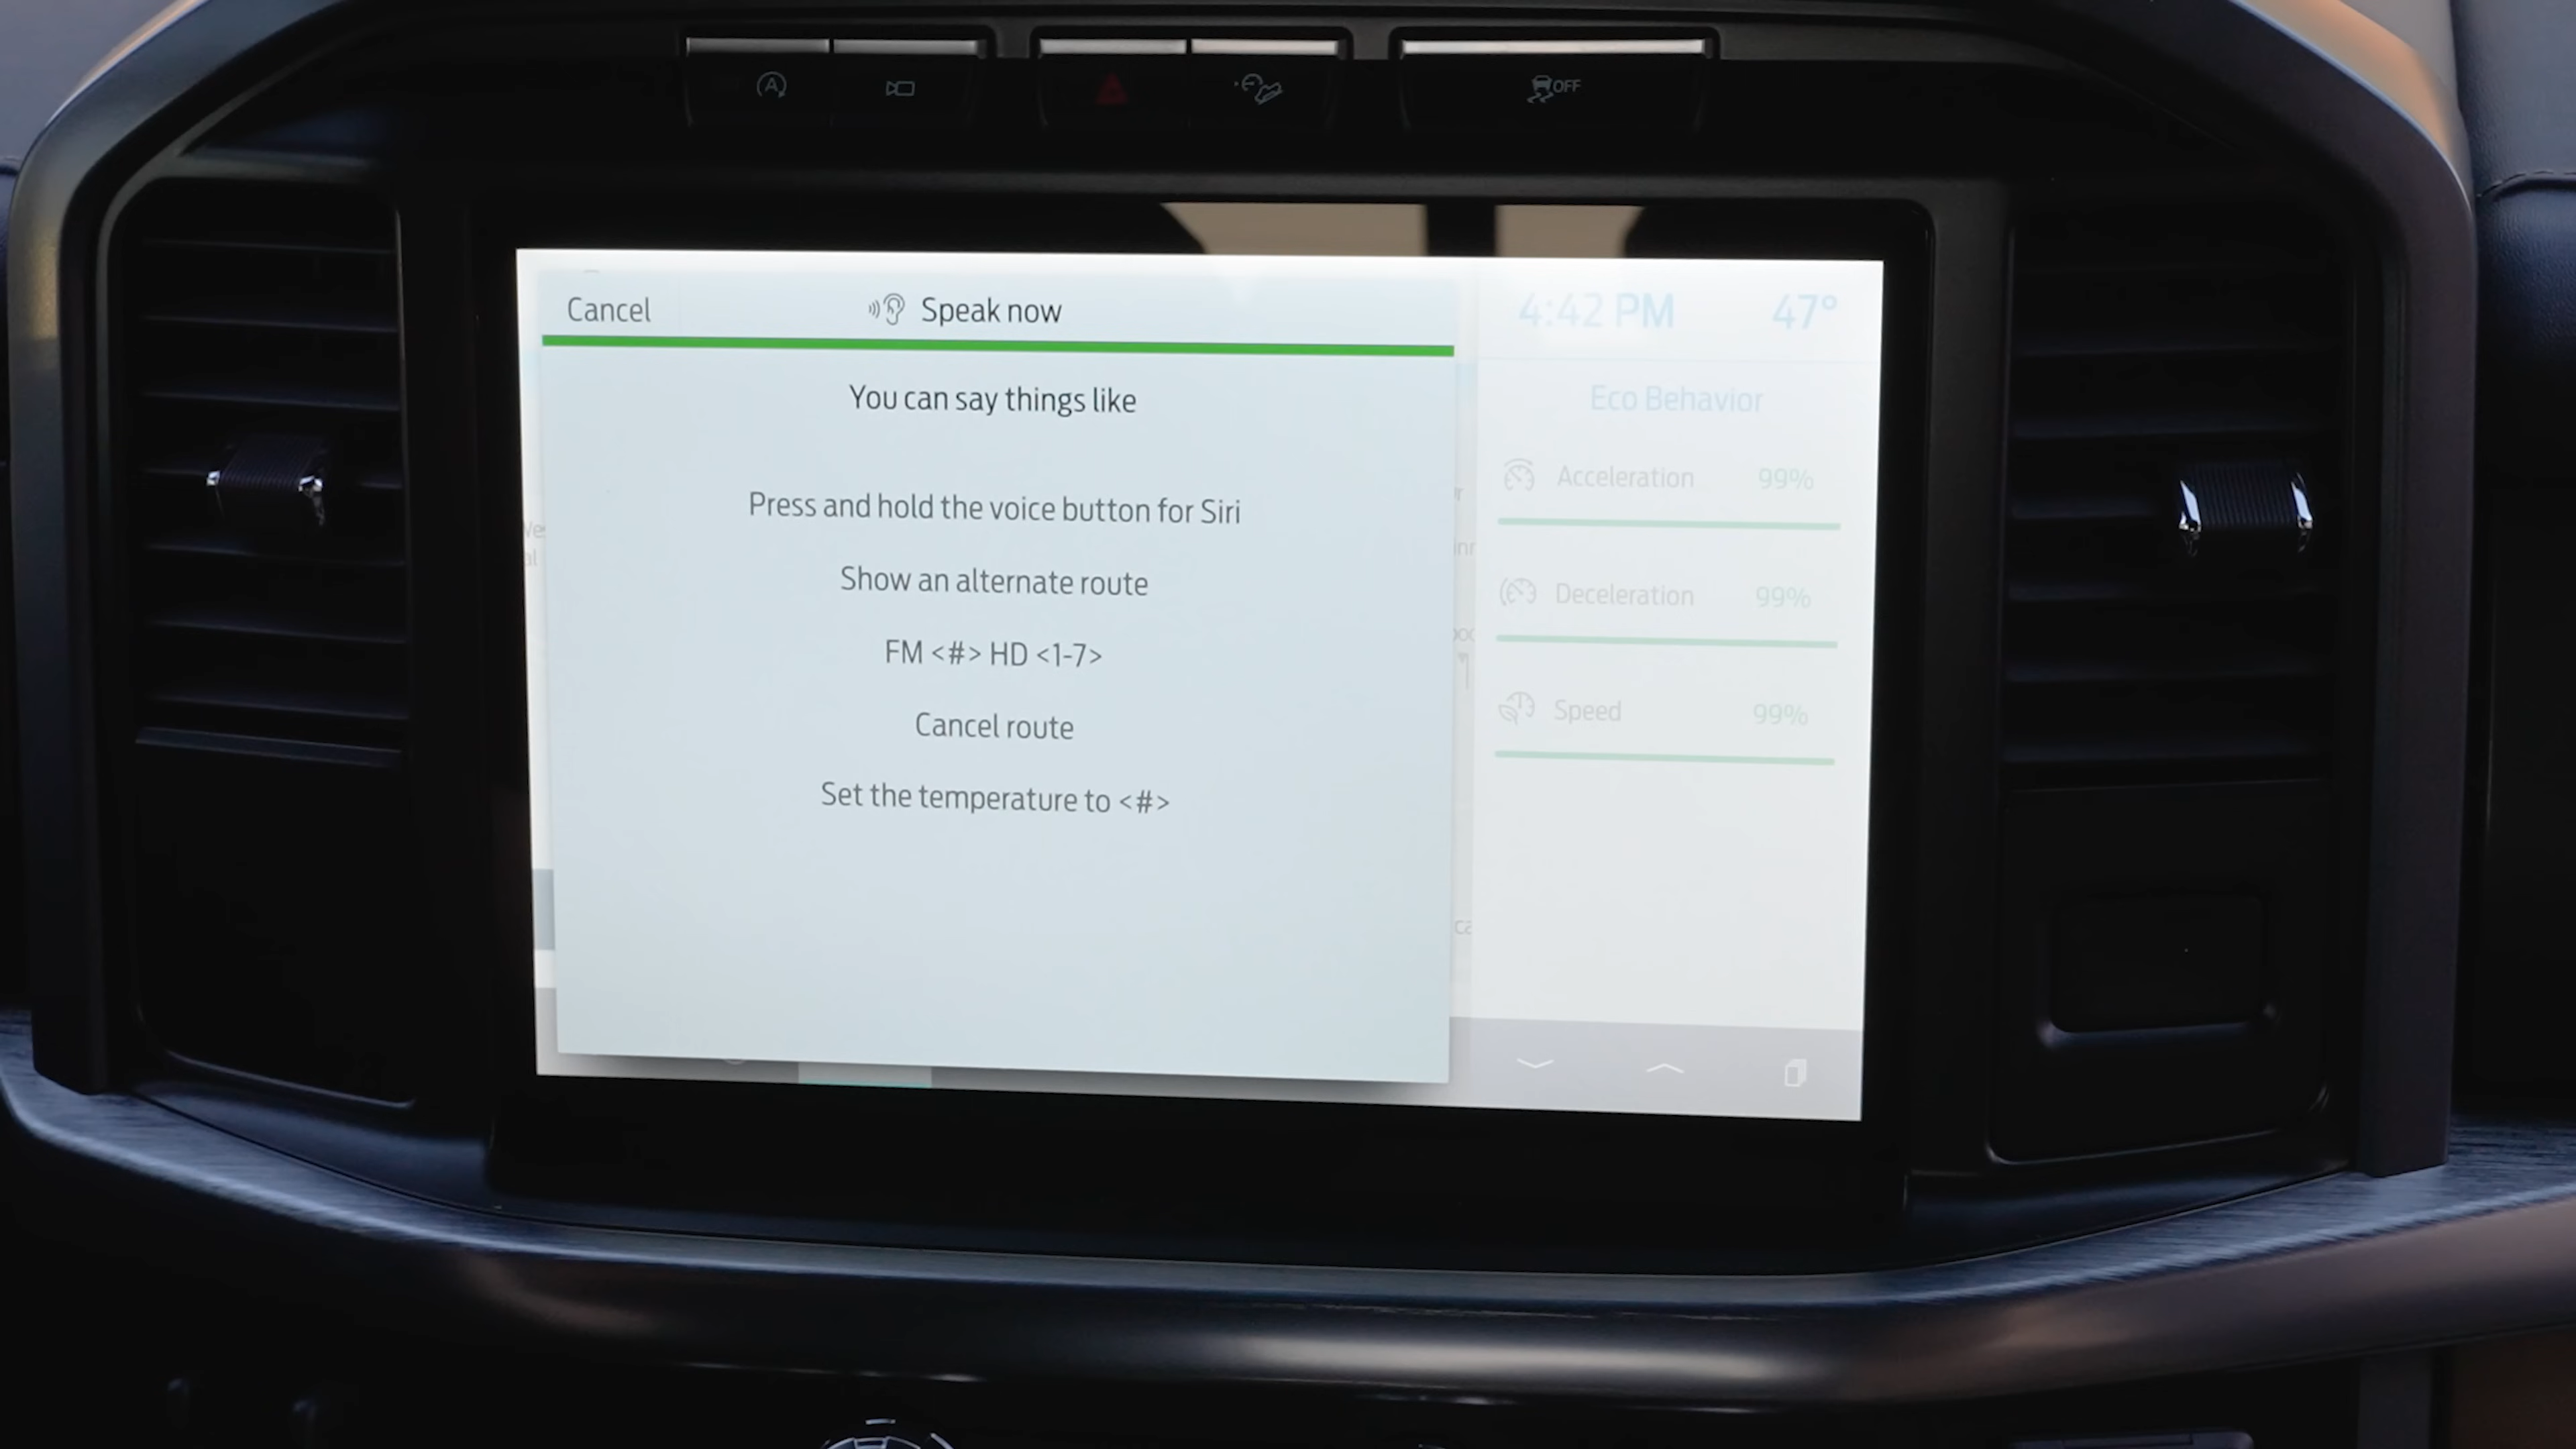 A
OFF
Cancel
Speak now
4:42 PM
47°
You can say things like
Press and hold the voice button for Siri
Show an alternate route
FM <#> HD <1-7>
Cancel route
Set the temperature to <#>
Eco Behavior
Acceleration 99%
Deceleration 99%
Speed 99%